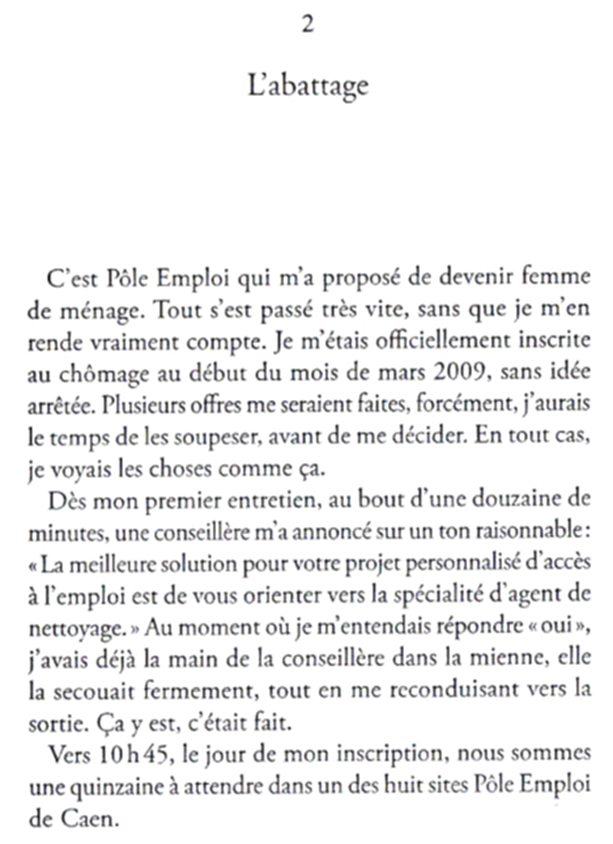 2
L'abattage
C'est Pôle Emploi qui m'a proposé de devenir femme
de ménage. Tout s'est passé très vite, sans que je m'en
rende vraiment compte. Je m'étais officiellement inscrite
au chômage au début du mois de mars 2009, sans idée
arrêtée. Plusieurs offres me seraient faites, forcément, j'aurais
le temps de les soupeser, avant de me décider. En tout cas,
je voyais les choses comme ça.
Dès mon premier entretien, au bout d'une douzaine de
minutes, une conseillère m'a annoncé sur un ton raisonnable :
« La meilleure solution pour votre projet personnalisé d'accès
à l'emploi est de vous orienter vers la spécialité d'agent de
nettoyage. » Au moment où je m'entendais répondre « oui »,
j'avais déjà la main de la conseillère dans la mienne, elle
la secouait fermement, tout en me reconduisant vers la
sortie. Ça y est, c'était fait.
Vers 10 h 45, le jour de mon inscription, nous sommes
une quinzaine à attendre dans un des huit sites Pôle Emploi
de Caen.